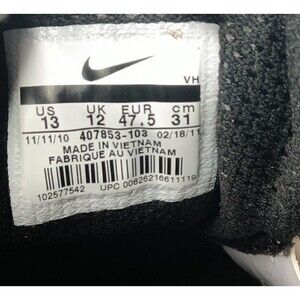 VH
US UK EUR cm
13 12 47.5 31
11/11/10 407853-103 02/18/11
MADE IN VIETNAM
FABRIQUE AU VIETNAM
102577542 UPC 00826216611119